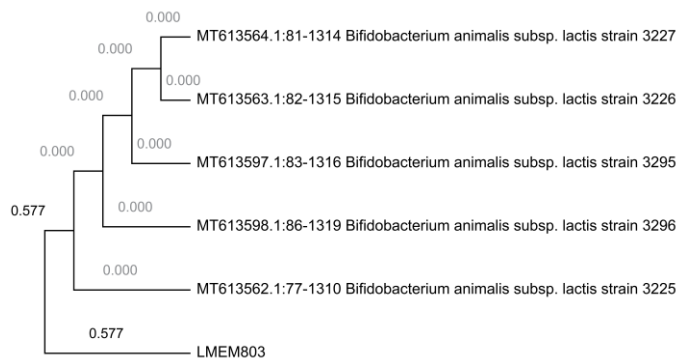 0.000
MT613564.1:81-1314 Bifidobacterium animalis subsp. lactis strain 3227
0.000
0.000
MT613563.1:82-1315 Bifidobacterium animalis subsp. lactis strain 3226
0.000
0.000
MT613597.1:83-1316 Bifidobacterium animalis subsp. lactis strain 3295
0.000
0.000
MT613598.1:86-1319 Bifidobacterium animalis subsp. lactis strain 3296
0.577
0.000
MT613562.1:77-1310 Bifidobacterium animalis subsp. lactis strain 3225
0.577
LMEM803